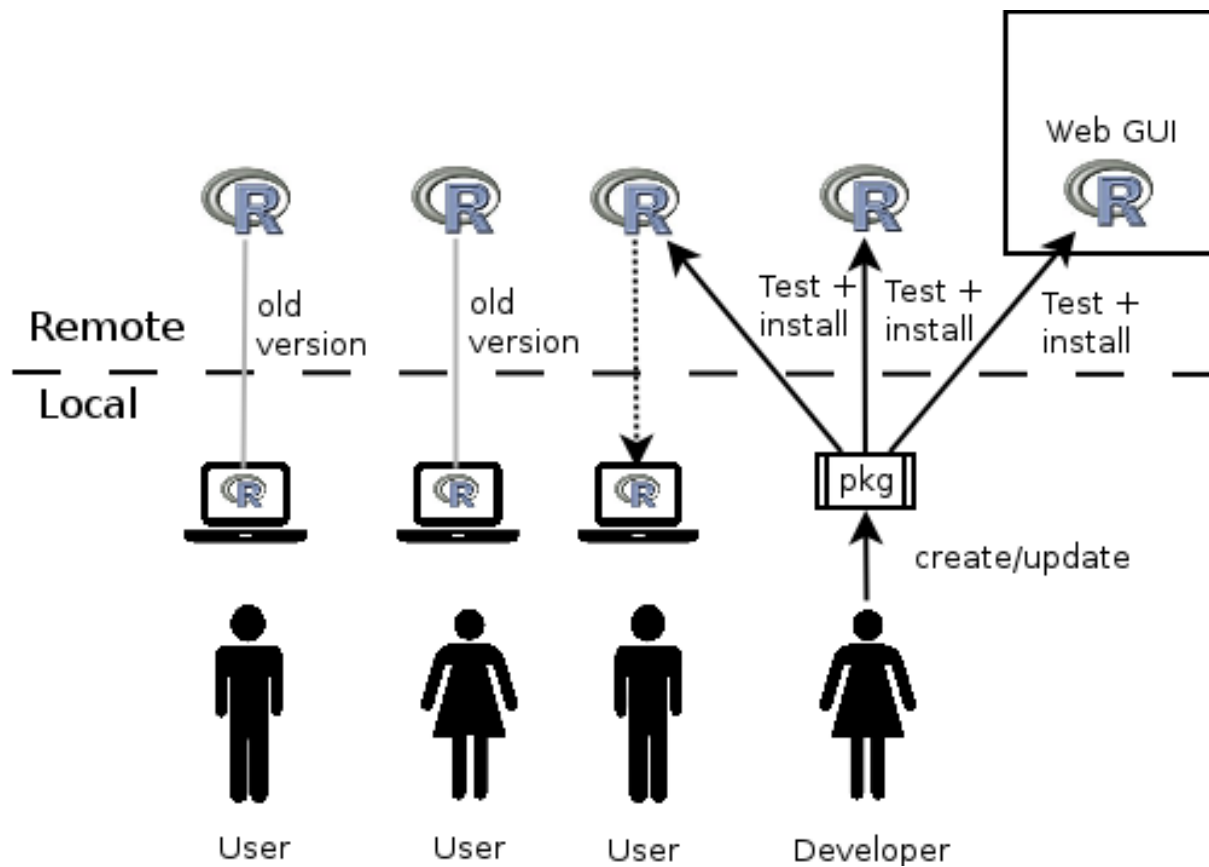 Web GUI
R
R
R
R
R
old
version
old
version
Test +
install
Test +
install
Test +
install
Remote
Local
R
R
R
pkg
create/update
User
User
User
Developer